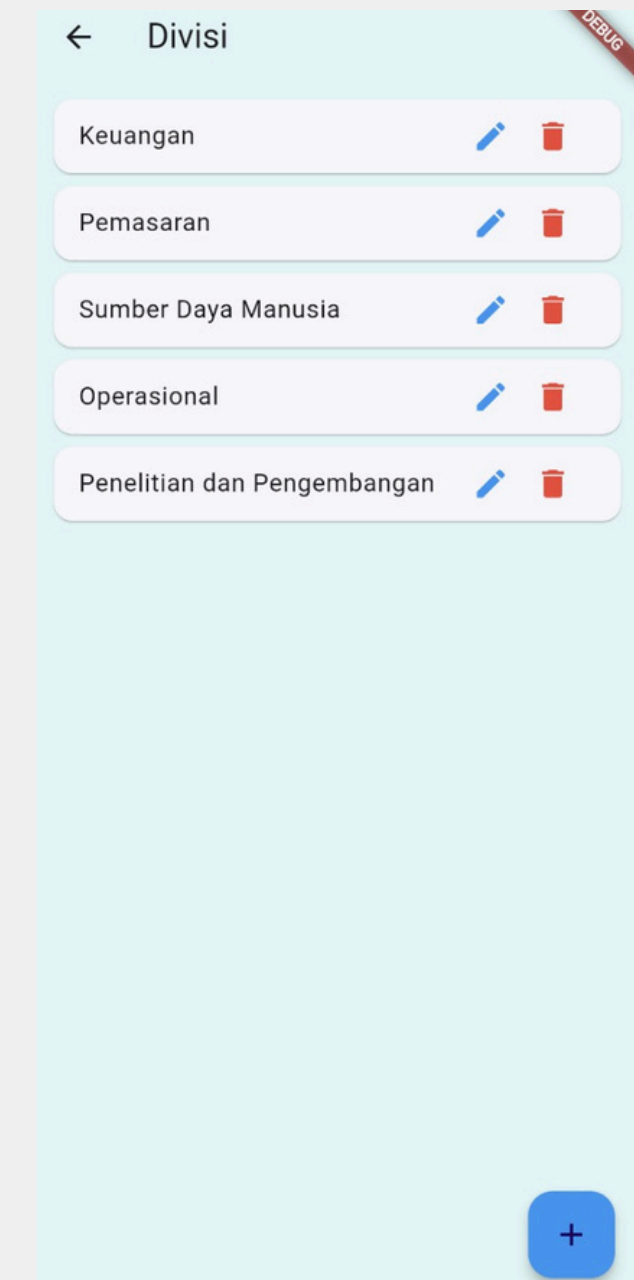 Divisi
DEBUG
Keuangan
Pemasaran
Sumber Daya Manusia
Operasional
Penelitian dan Pengembangan